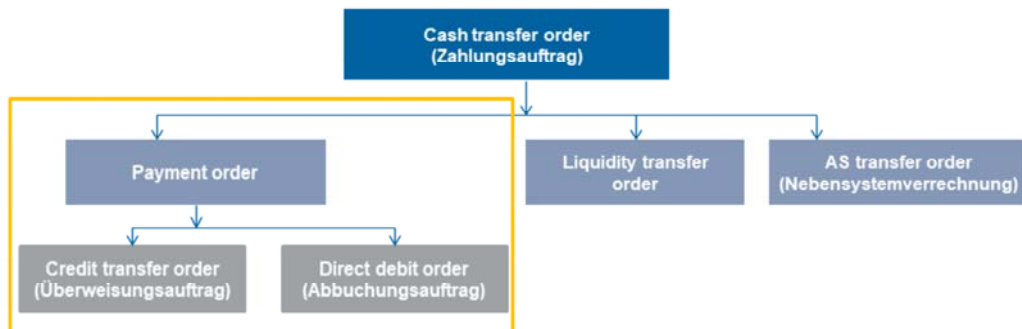 Cash transfer order
(Zahlungsauftrag)
Payment order
Liquidity transfer
order
AS transfer order
(Nebensystemverrechnung)
Credit transfer order
(Überweisungsauftrag)
Direct debit order
(Abbuchungsauftrag)